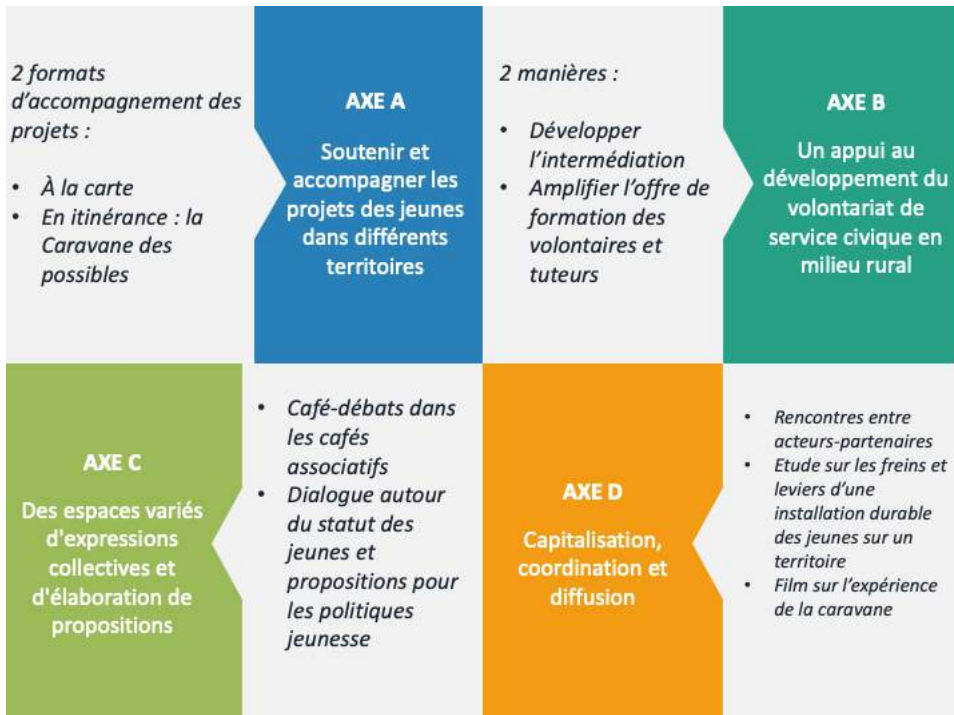 2 formats
d'accompagnement des
projets :
• À la carte
• En itinérance : la
Caravane des
possibles
AXE A
Soutenir et
accompagner les
projets des jeunes
dans différents
territoires
2 manières :
• Développer
l'intermédiation
• Amplifier l'offre de
formation des
volontaires et
tuteurs
AXE B
Un appui au
développement du
volontariat de
service civique en
milieu rural
AXE C
Des espaces variés
d'expressions
collectives et
d'élaboration de
propositions
• Café-débats dans
les cafés
associatifs
• Dialogue autour
du statut des
jeunes et
propositions pour
les politiques
jeunesse
AXE D
Capitalisation,
coordination et
diffusion
• Rencontres entre
acteurs-partenaires
• Etude sur les freins et
leviers d'une
installation durable
des jeunes sur un
territoire
• Film sur l'expérience
de la caravane